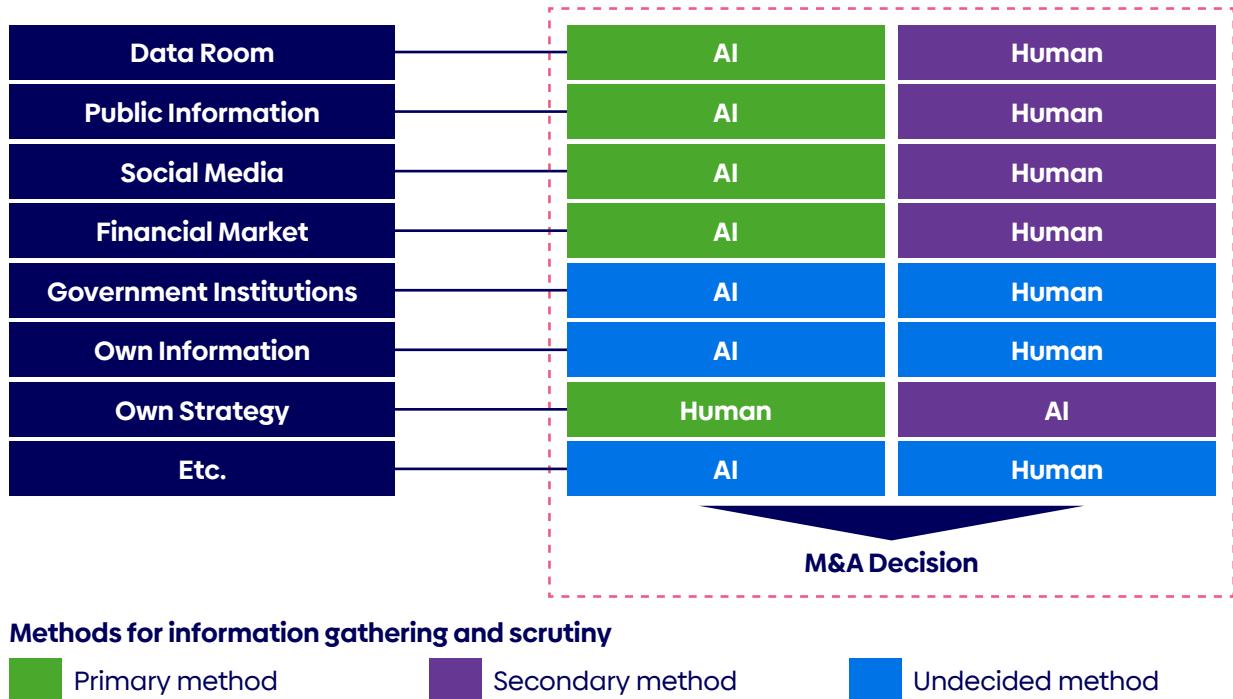 Data Room AI Human
Public Information AI Human
Social Media AI Human
Financial Market AI Human
Government Institutions AI Human
Own Information AI Human
Own Strategy Human AI
Etc. AI Human
M&A Decision
Methods for information gathering and scrutiny
Primary method Secondary method Undecided method